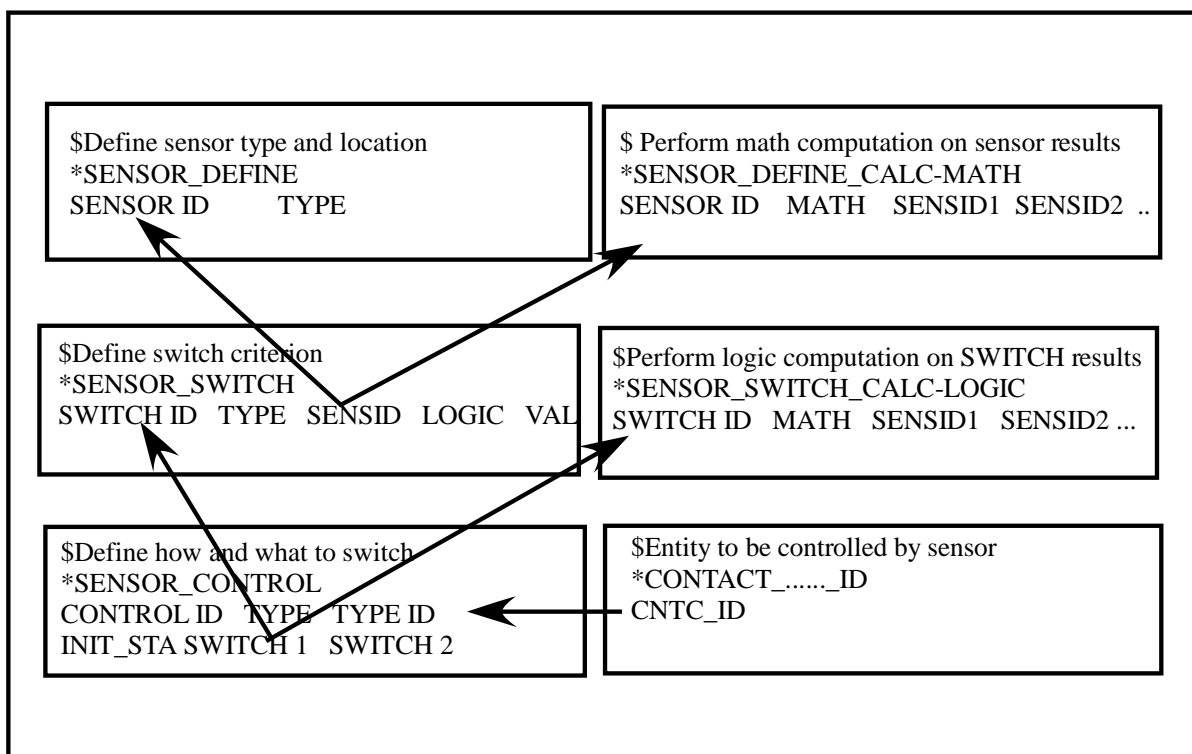 $Define sensor type and location
*SENSOR_DEFINE
SENSOR ID TYPE
$ Perform math computation on sensor results
*SENSOR_DEFINE_CALC-MATH
SENSOR ID MATH SENSID1 SENSID2 ..
$Define switch criterion
*SENSOR_SWITCH
SWITCH ID TYPE SENSID LOGIC VAL
$Perform logic computation on SWITCH results
*SENSOR_SWITCH_CALC-LOGIC
SWITCH ID MATH SENSID1 SENSID2 ...
$Define how and what to switch
*SENSOR_CONTROL
CONTROL ID TYPE TYPE ID
INIT_STA SWITCH 1 SWITCH 2
$Entity to be controlled by sensor
*CONTACT_......_ID
CNTC_ID